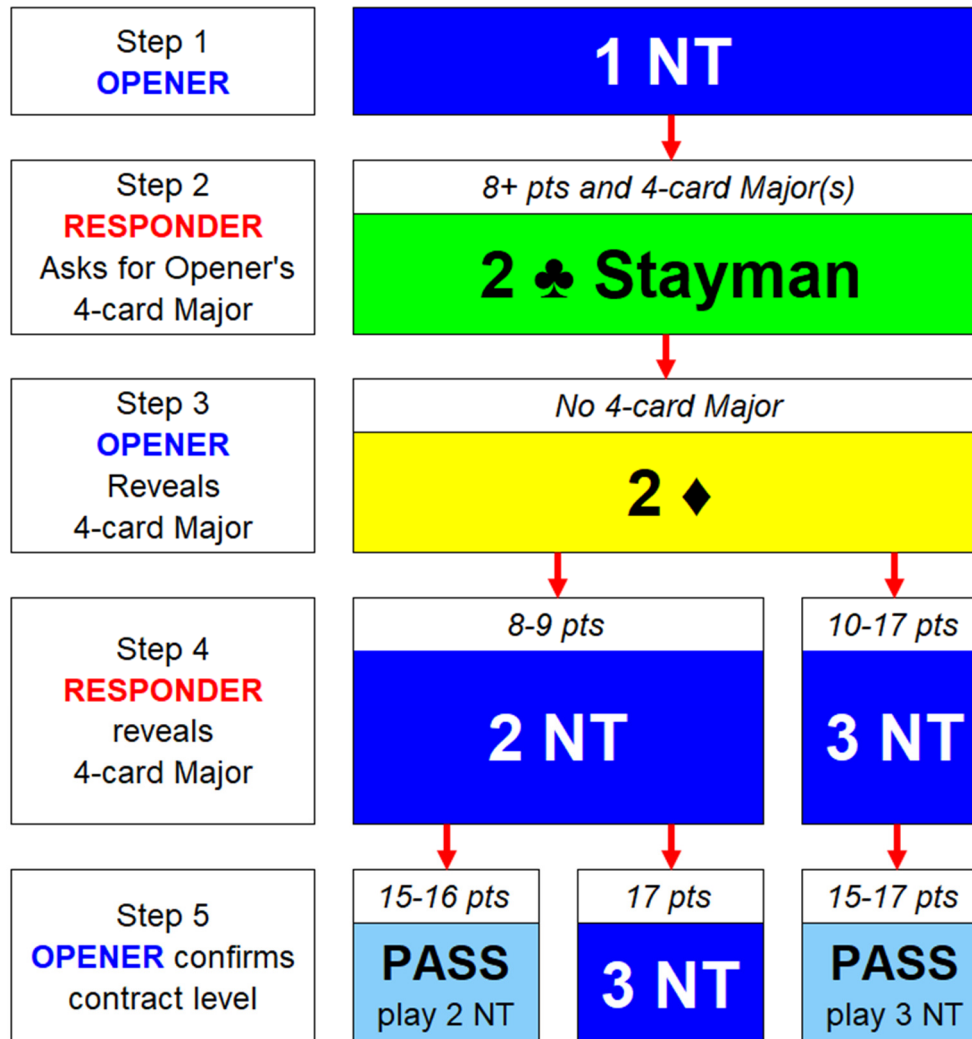 Step 1
OPENER
1 NT
Step 2
RESPONDER
Asks for Opener's
4-card Major
8+ pts and 4-card Major(s)
2 ♣ Stayman
Step 3
OPENER
Reveals
4-card Major
No 4-card Major
2 ♦
Step 4
RESPONDER
reveals
4-card Major
8-9 pts
2 NT
10-17 pts
3 NT
Step 5
OPENER confirms
contract level
15-16 pts
PASS
play 2 NT
17 pts
3 NT
15-17 pts
PASS
play 3 NT